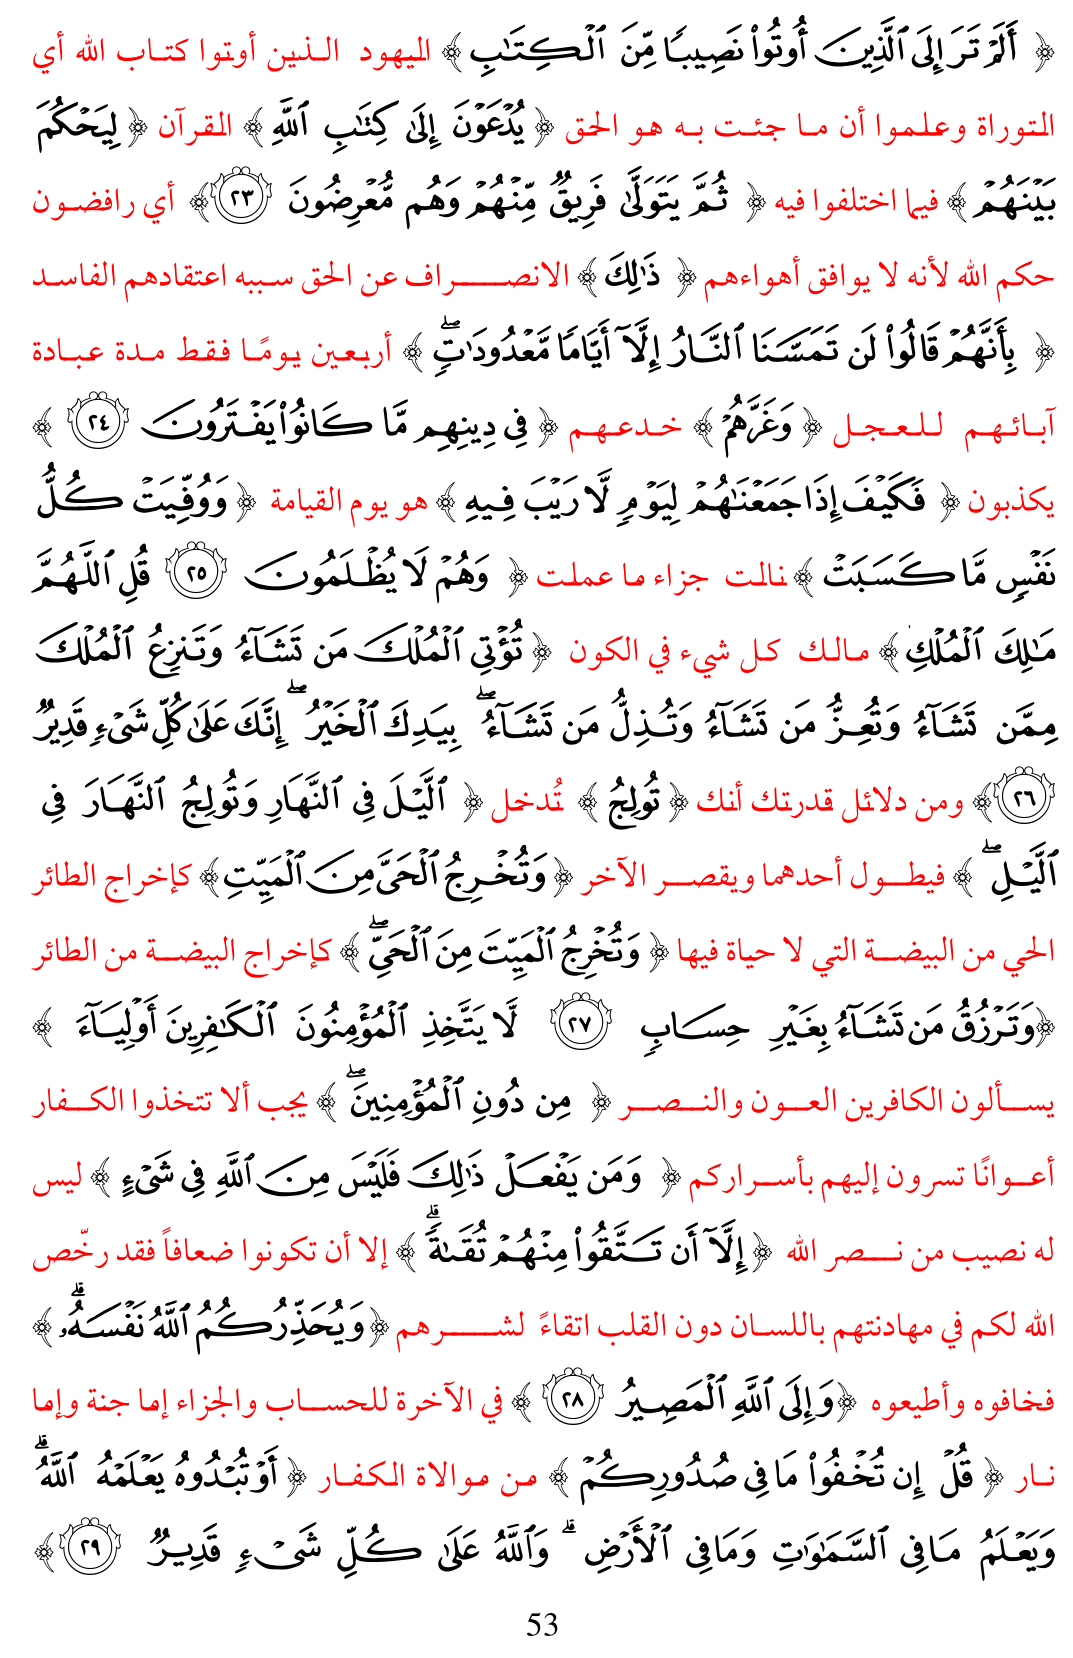 ﴿ أَلَمْ تَرَ إِلَى ٱلَّذِينَ أُوتُوا۟ نَصِيبًا مِّنَ ٱلْكِتَٰبِ ﴾ اليهود الذين أوتوا كتاب الله أي
التوراة وعلموا أن ما جئت به هو الحق ﴿ يُدْعَوْنَ إِلَىٰ كِتَٰبِ ٱللَّهِ ﴾ القرآن ﴿ لِيَحْكُمَ
بَيْنَهُمْ ﴾ فيما اختلفوا فيه ﴿ ثُمَّ يَتَوَلَّىٰ فَرِيقٌ مِّنْهُمْ وَهُم مُّعْرِضُونَ ٢٣ ﴾ أي رافضون
حكم الله لأنه لا يوافق أهواءهم ﴿ ذَٰلِكَ ﴾ الانصراف عن الحق سببه اعتقادهم الفاسد
﴿ بِأَنَّهُمْ قَالُوا۟ لَن تَمَسَّنَا ٱلنَّارُ إِلَّآ أَيَّامًا مَّعْدُودَٰتٍ ۖ ﴾ أربعين يومًا فقط مدة عبادة
آبائهم للعجل ﴿ وَغَرَّهُمْ ﴾ خدعهم ﴿ فِى دِينِهِم مَّا كَانُوا۟ يَفْتَرُونَ ٢٤ ﴾
يكذبون ﴿ فَكَيْفَ إِذَا جَمَعْنَٰهُمْ لِيَوْمٍ لَّا رَيْبَ فِيهِ ﴾ هو يوم القيامة ﴿ وَوُفِّيَتْ كُلُّ
نَفْسٍ مَّا كَسَبَتْ ﴾ نالت جزاء ما عملت ﴿ وَهُمْ لَا يُظْلَمُونَ ٢٥ قُلِ ٱللَّهُمَّ
مَٰلِكَ ٱلْمُلْكِ ﴾ مالك كل شيء في الكون ﴿ تُؤْتِى ٱلْمُلْكَ مَن تَشَآءُ وَتَنزِعُ ٱلْمُلْكَ
مِمَّن تَشَآءُ وَتُعِزُّ مَن تَشَآءُ وَتُذِلُّ مَن تَشَآءُ ۖ بِيَدِكَ ٱلْخَيْرُ ۖ إِنَّكَ عَلَىٰ كُلِّ شَىْءٍ قَدِيرٌ
٢٦ ﴾ ومن دلائل قدرتك أنك ﴿ تُولِجُ ﴾ تُدخل ﴿ ٱلَّيْلَ فِى ٱلنَّهَارِ وَتُولِجُ ٱلنَّهَارَ فِى
ٱلَّيْلِ ۖ ﴾ فيطول أحدهما ويقصر الآخر ﴿ وَتُخْرِجُ ٱلْحَىَّ مِنَ ٱلْمَيِّتِ ﴾ كإخراج الطائر
الحي من البيضة التي لا حياة فيها ﴿ وَتُخْرِجُ ٱلْمَيِّتَ مِنَ ٱلْحَىِّ ۖ ﴾ كإخراج البيضة من الطائر
﴿ وَتَرْزُقُ مَن تَشَآءُ بِغَيْرِ حِسَابٍ ٢٧ لَّا يَتَّخِذِ ٱلْمُؤْمِنُونَ ٱلْكَٰفِرِينَ أَوْلِيَآءَ ﴾
يسألون الكافرين العون والنصر ﴿ مِن دُونِ ٱلْمُؤْمِنِينَ ۖ ﴾ يجب ألا تتخذوا الكفار
أعوانًا تسرون إليهم بأسراركم ﴿ وَمَن يَفْعَلْ ذَٰلِكَ فَلَيْسَ مِنَ ٱللَّهِ فِى شَىْءٍ ﴾ ليس
له نصيب من نصر الله ﴿ إِلَّآ أَن تَتَّقُوا۟ مِنْهُمْ تُقَىٰةً ۗ ﴾ إلا أن تكونوا ضعافاً فقد رخّص
الله لكم في مهادنتهم باللسان دون القلب اتقاءً لشرهم ﴿ وَيُحَذِّرُكُمُ ٱللَّهُ نَفْسَهُۥ ۗ ﴾
فخافوه وأطيعوه ﴿ وَإِلَى ٱللَّهِ ٱلْمَصِيرُ ٢٨ ﴾ في الآخرة للحساب والجزاء إما جنة وإما
نار ﴿ قُلْ إِن تُخْفُوا۟ مَا فِى صُدُورِكُمْ ﴾ من موالاة الكفار ﴿ أَوْ تُبْدُوهُ يَعْلَمْهُ ٱللَّهُ ۗ
وَيَعْلَمُ مَا فِى ٱلسَّمَٰوَٰتِ وَمَا فِى ٱلْأَرْضِ ۗ وَٱللَّهُ عَلَىٰ كُلِّ شَىْءٍ قَدِيرٌ ٢٩ ﴾
53